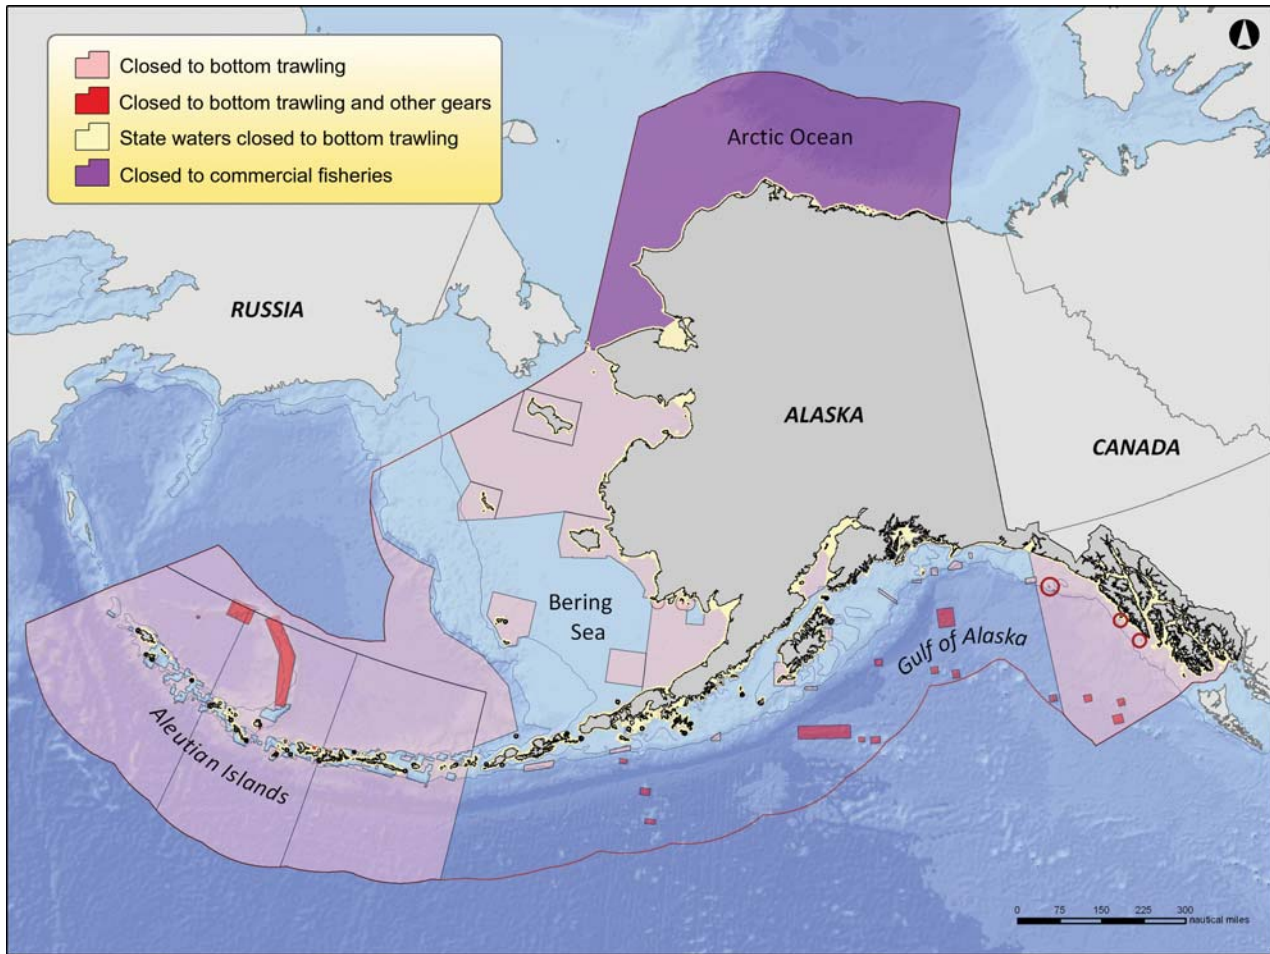 Closed to bottom trawling
Closed to bottom trawling and other gears
State waters closed to bottom trawling
Closed to commercial fisheries
Arctic Ocean
RUSSIA
ALASKA
CANADA
Bering
Sea
Gulf of Alaska
Aleutian Islands
0 75 150 225 300
nautical miles